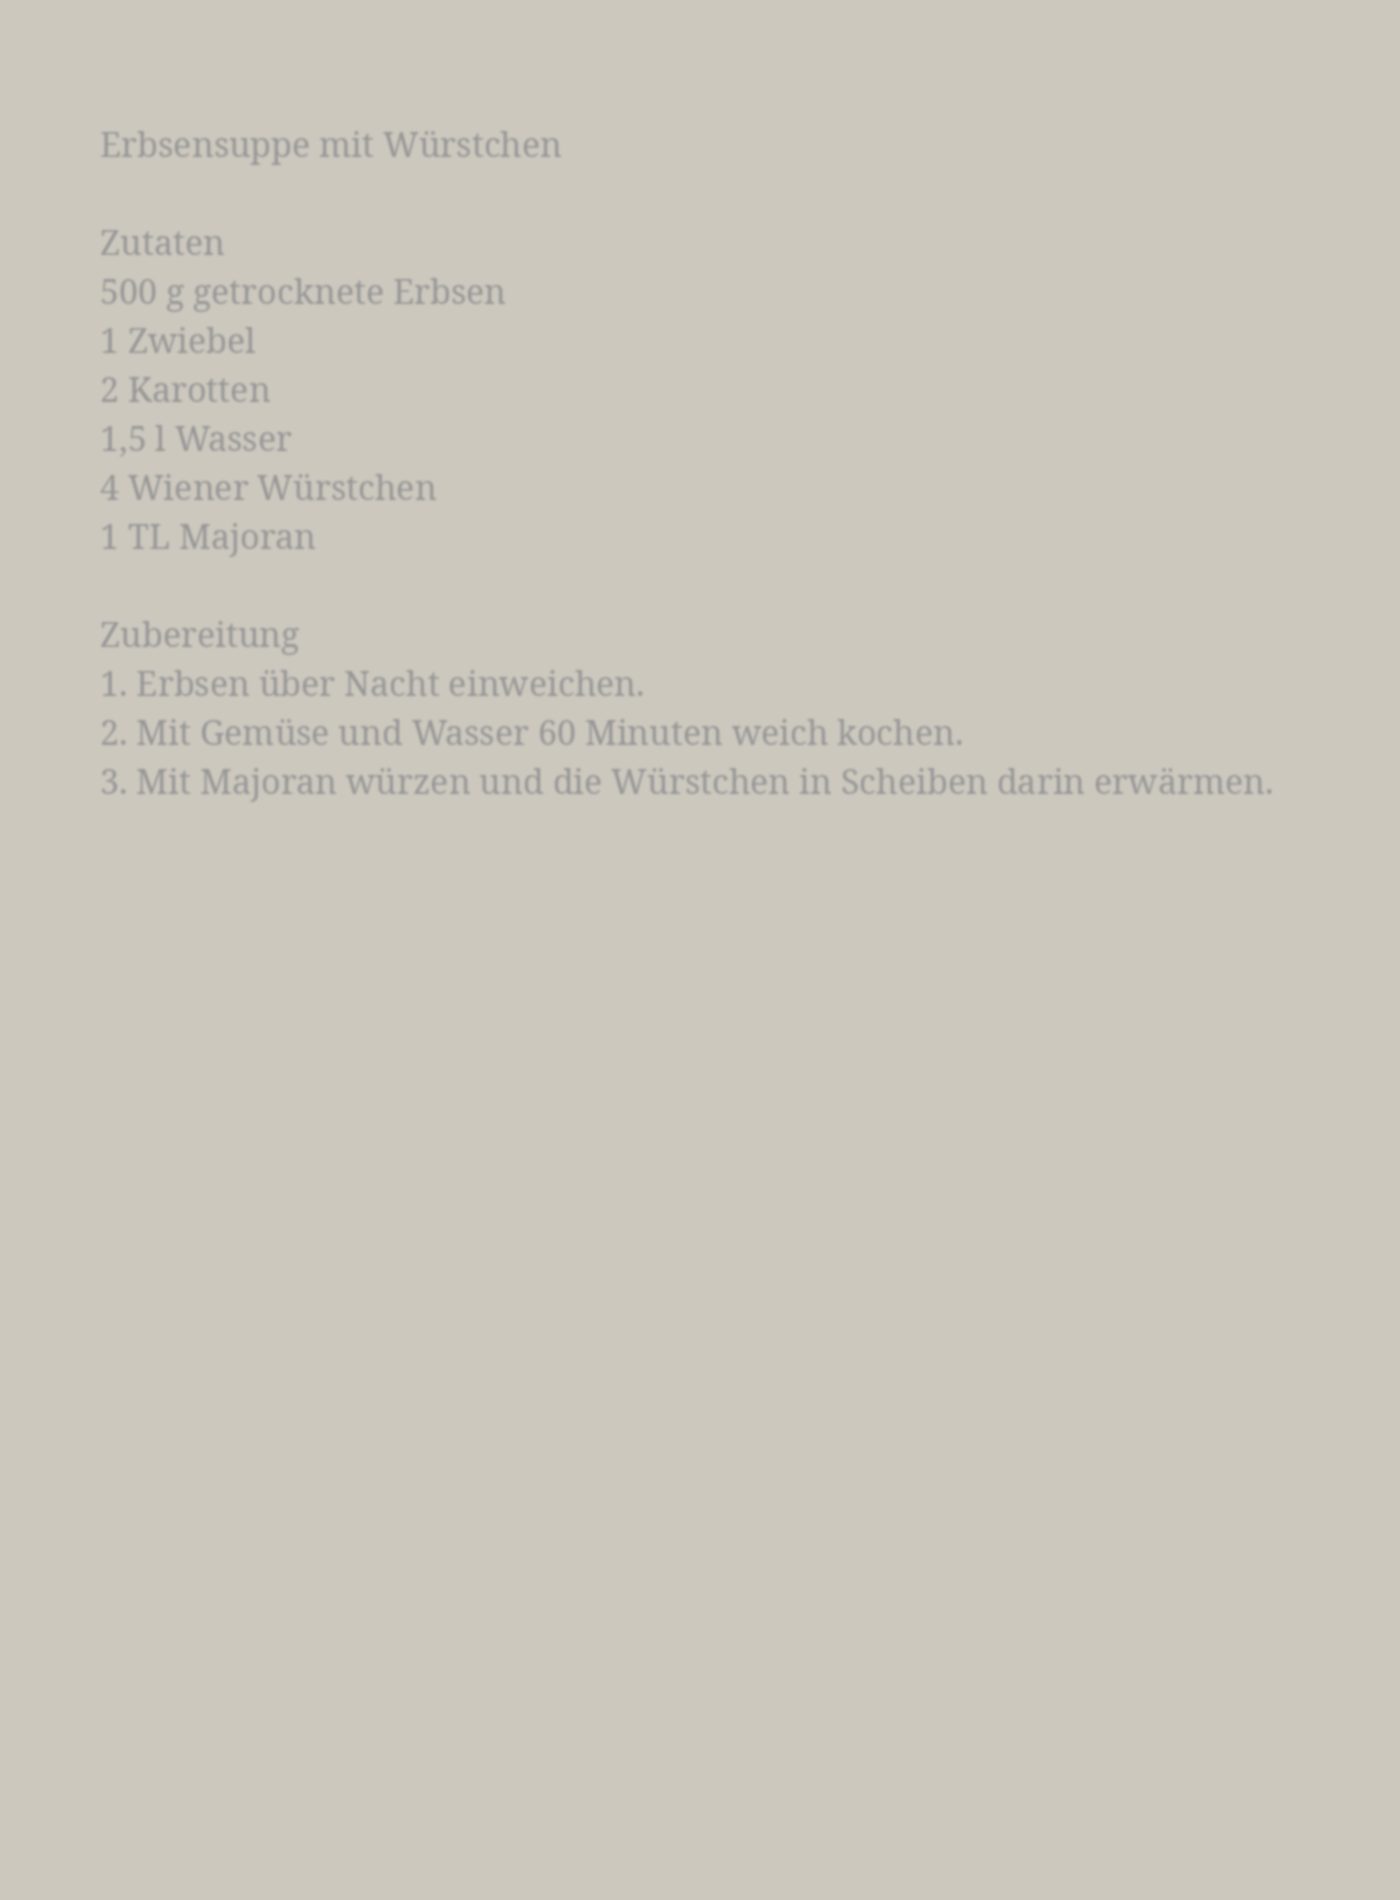 Erbsensuppe mit Würstchen
Zutaten
500 g getrocknete Erbsen
1 Zwiebel
2 Karotten
1,5 l Wasser
4 Wiener Würstchen
1 TL Majoran
Zubereitung
1. Erbsen über Nacht einweichen.
2. Mit Gemüse und Wasser 60 Minuten weich kochen.
3. Mit Majoran würzen und die Würstchen in Scheiben darin erwärmen.